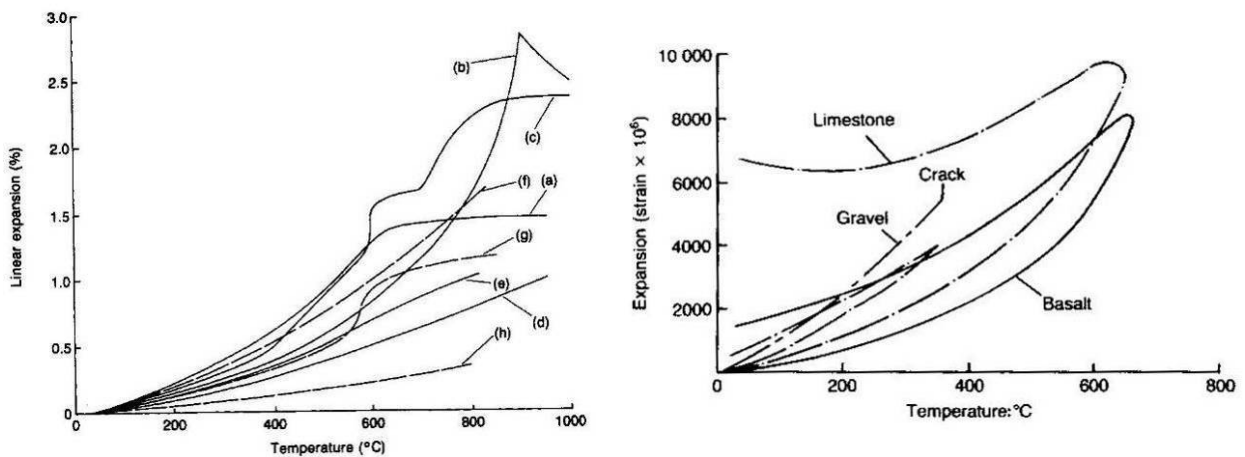 3.0
2.5
2.0
1.5
1.0
0.5
0
Linear expansion (%)
(b)
(c)
(f)
(a)
(g)
(e)
(d)
(h)
200 400 600 800 1000
Temperature (°C)
10 000
8000
6000
4000
2000
0
Expansion (strain × 10⁶)
Limestone
Crack
Gravel
Basalt
200 400 600 800
Temperature:°C